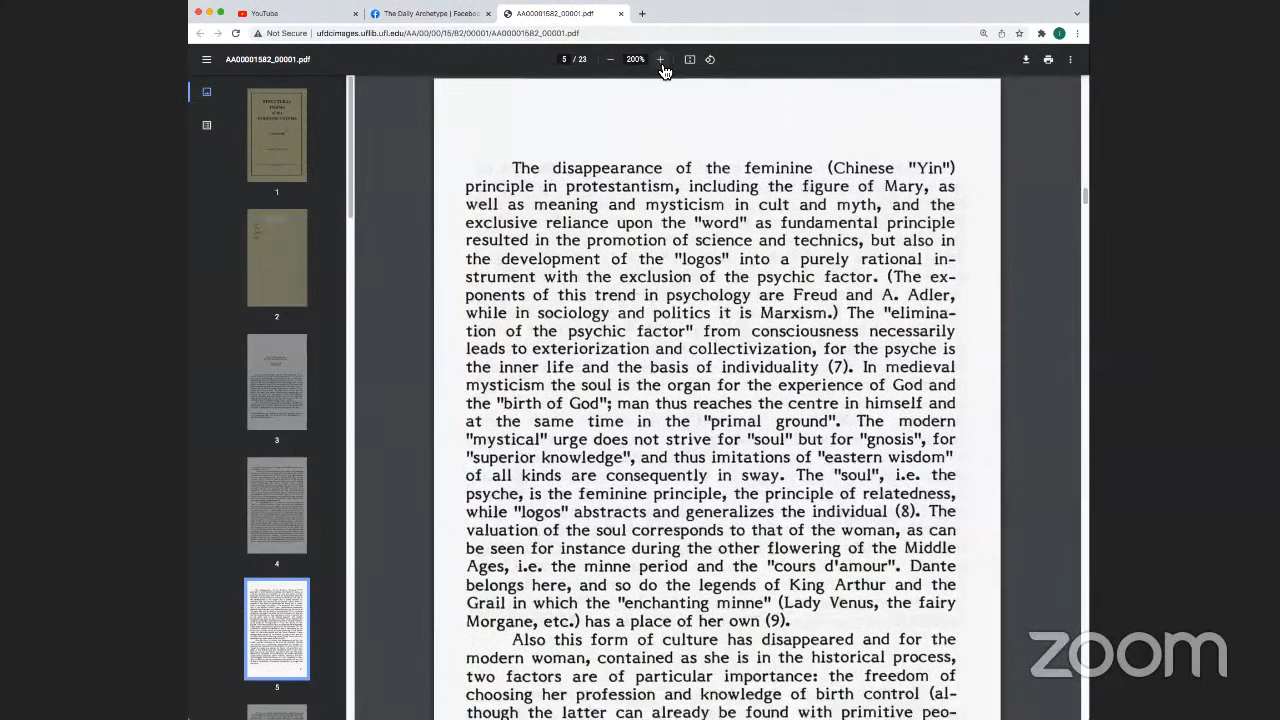 YouTube
The Daily Archetype | Facebo
AA00001582_00001.pdf
Not Secure | ufdcimages.uflib.ufl.edu/AA/00/00/15/82/00001/AA00001582_00001.pdf
AA00001582_00001.pdf
5 / 23
200%
1
2
3
4
5
The disappearance of the feminine (Chinese "Yin")
principle in protestantism, including the figure of Mary, as
well as meaning and mysticism in cult and myth, and the
exclusive reliance upon the "word" as fundamental principle
resulted in the promotion of science and technics, but also in
the development of the "logos" into a purely rational in-
strument with the exclusion of the psychic factor. (The ex-
ponents of this trend in psychology are Freud and A. Adler,
while in sociology and politics it is Marxism.) The "elimina-
tion of the psychic factor" from consciousness necessarily
leads to exteriorization and collectivization, for the psyche is
the inner life and the basis of individuality (7). In medieval
mysticism the soul is the organ for the experience of God and
the "birth of God"; man thus places the centre in himself and
at the same time in the "primal ground". The modern
"mystical" urge does not strive for "soul" but for "gnosis", for
"superior knowledge", and thus imitations of "eastern wisdom"
of all kinds are consequently in sway. The "soul", i.e. the
psyche, is the feminine principle, the principle of relatedness,
while "logos" abstracts and generalizes the individual (8). The
valuation of the soul corresponds to that of the woman, as can
be seen for instance during the other flowering of the Middle
Ages, i.e. the minne period and the "cours d'amour". Dante
belongs here, and so do the legends of King Arthur and the
Grail in which the "enchanting anne" (Lady Venus, the fairy
Morgane, etc.) has a place of her own (9).
Also this form of culture has disappeared and for the
modern woman, contained as she is in the historical process,
two factors are of particular importance: the freedom of
choosing her profession and knowledge of birth control (al-
though the latter can already be found with primitive peo-
zoom